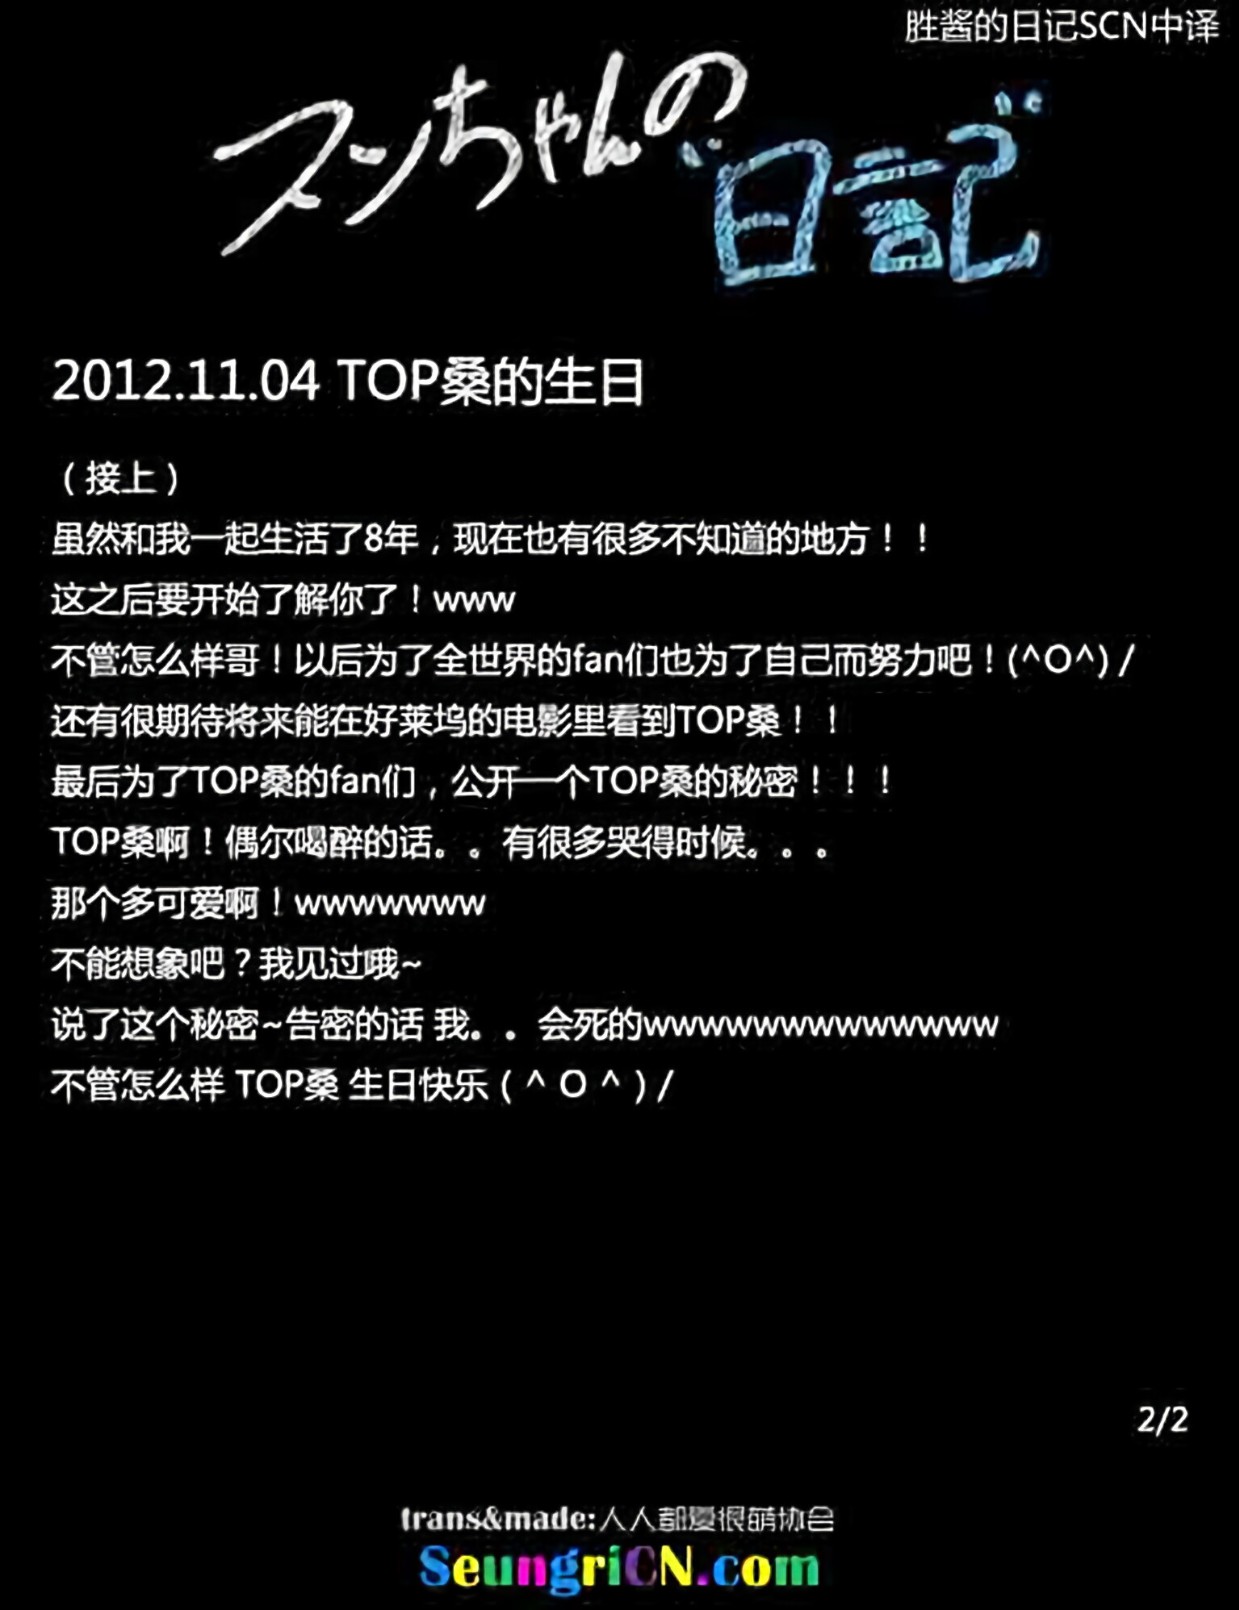 胜酱的日记SCN中译
スンちゃんの
日記
2012.11.04 TOP桑的生日
（接上）
虽然和我一起生活了8年，现在也有很多不知道的地方！！
这之后要开始了解你了！www
不管怎么样哥！以后为了全世界的fan们也为了自己而努力吧！(^O^) /
还有很期待将来能在好莱坞的电影里看到TOP桑！！
最后为了TOP桑的fan们，公开一个TOP桑的秘密！！！
TOP桑啊！偶尔喝醉的话。。有很多哭得时候。。。
那个多可爱啊！wwwwwww
不能想象吧？我见过哦~
说了这个秘密~告密的话 我。。会死的wwwwwwwwwwwww
不管怎么样 TOP桑 生日快乐 ( ^ O ^ ) /
2/2
trans&made:人人都爱很萌协会
SeungriCN.com